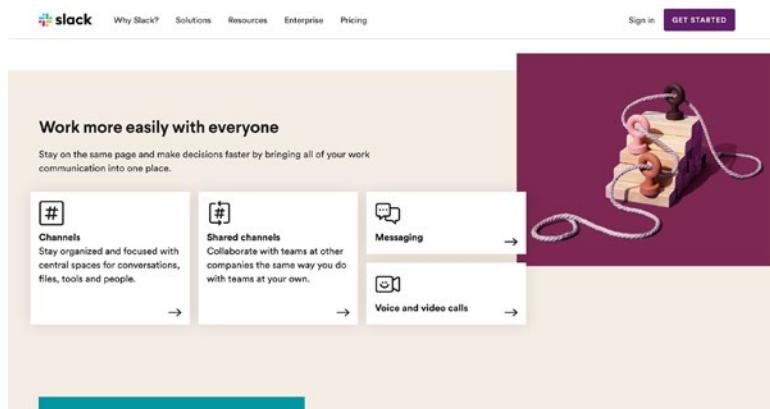 slack
Why Slack?
Solutions
Resources
Enterprise
Pricing
Sign in
GET STARTED
Work more easily with everyone
Stay on the same page and make decisions faster by bringing all of your work
communication into one place.
Channels
Stay organized and focused with
central spaces for conversations,
files, tools and people.
Shared channels
Collaborate with teams at other
companies the same way you do
with teams at your own.
Messaging
Voice and video calls